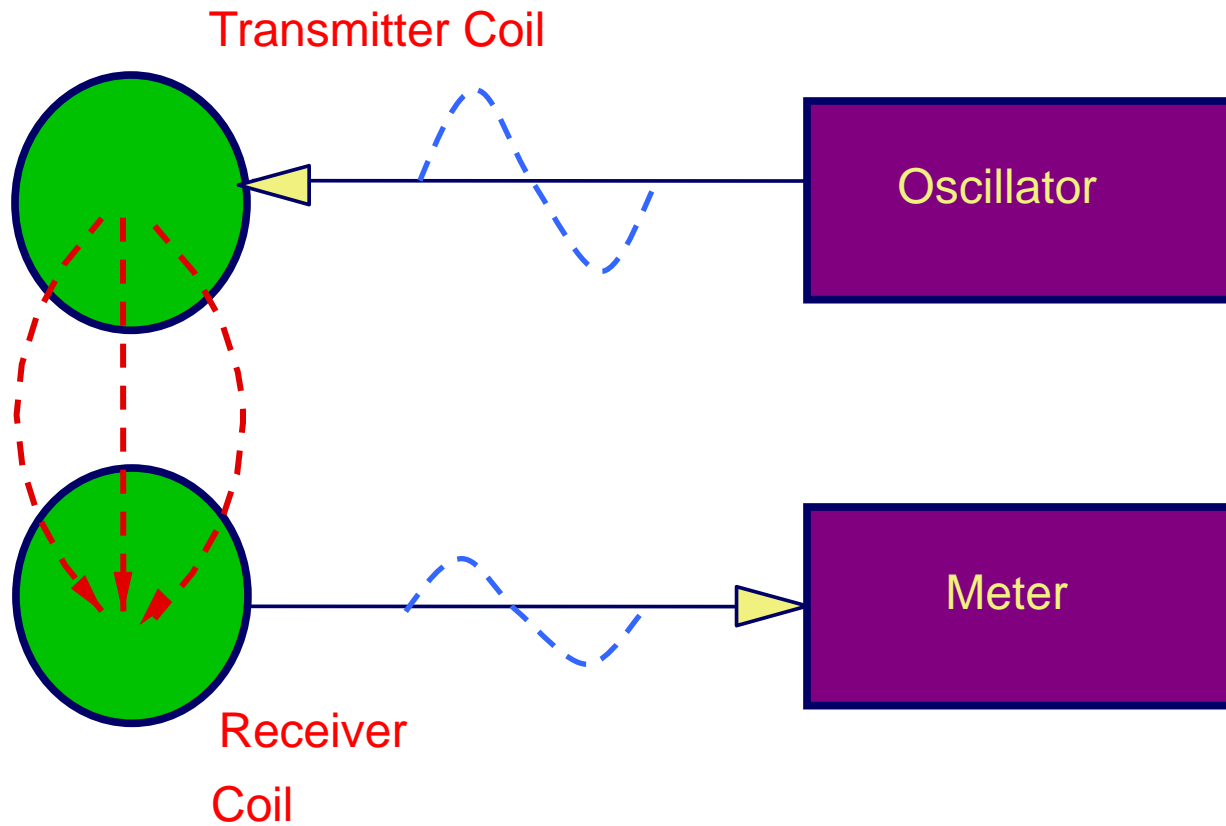 Transmitter Coil
Oscillator
Meter
Receiver
Coil